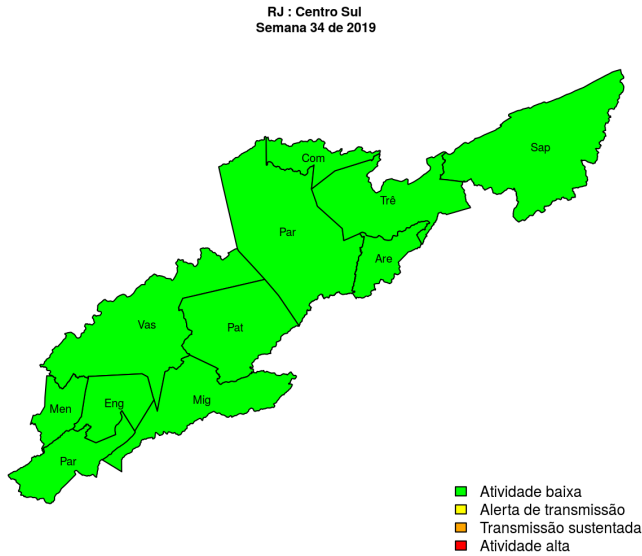 RJ : Centro Sul
Semana 34 de 2019
Sap
Com
Trê
Par
Are
Vas
Pat
Mig
Eng
Men
Par
Atividade baixa
Alerta de transmissão
Transmissão sustentada
Atividade alta